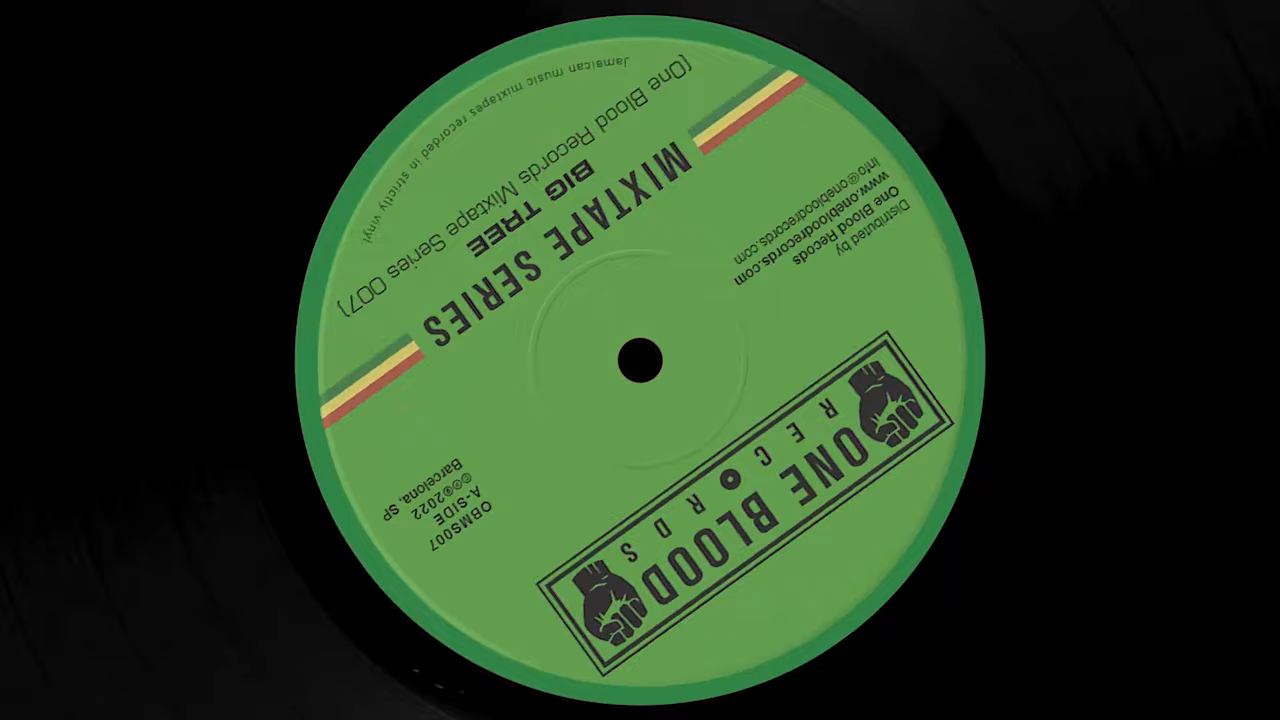 ONE BLOOD
RECORDS
OBMS007
A-SIDE
2022
Barcelona, SP
Distributed by
One Blood Recods
www.onebloodrecords.com
info@onebloodrecords.com
MIXTAPE SERIES
BIG TREE
(One Blood Records Mixtape Series 007)
Jamaican music mixtapes recorded in strictly vinyl.